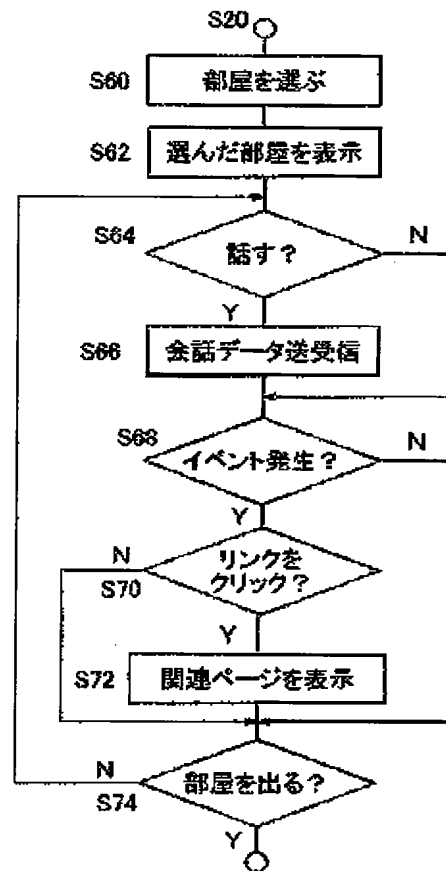 S20
S60 部屋を選ぶ
S62 選んだ部屋を表示
S64 話す？ N
Y
S66 会話データ送受信
S68 イベント発生？ N
Y
N リンクを
S70 クリック？
Y
S72 関連ページを表示
N 部屋を出る？
S74
Y